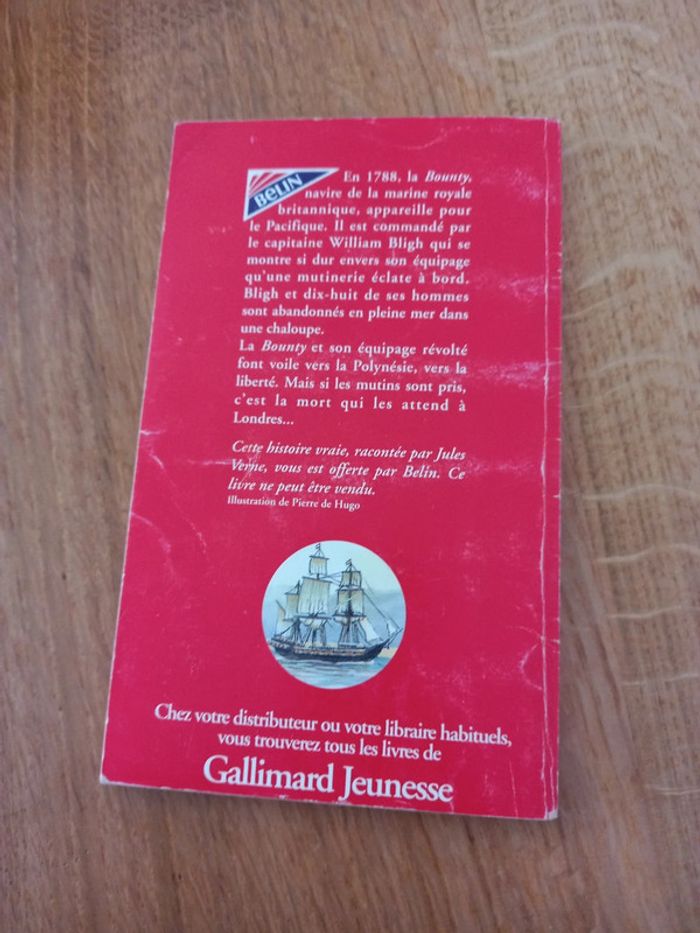 BELIN
En 1788, la Bounty,
navire de la marine royale
britannique, appareille pour
le Pacifique. Il est commandé par
le capitaine William Bligh qui se
montre si dur envers son équipage
qu'une mutinerie éclate à bord.
Bligh et dix-huit de ses hommes
sont abandonnés en pleine mer dans
une chaloupe.
La Bounty et son équipage révolté
font voile vers la Polynésie, vers la
liberté. Mais si les mutins sont pris,
c'est la mort qui les attend à
Londres...
Cette histoire vraie, racontée par Jules
Verne, vous est offerte par Belin. Ce
livre ne peut être vendu.
Illustration de Pierre de Hugo
Chez votre distributeur ou votre libraire habituels,
vous trouverez tous les livres de
Gallimard Jeunesse